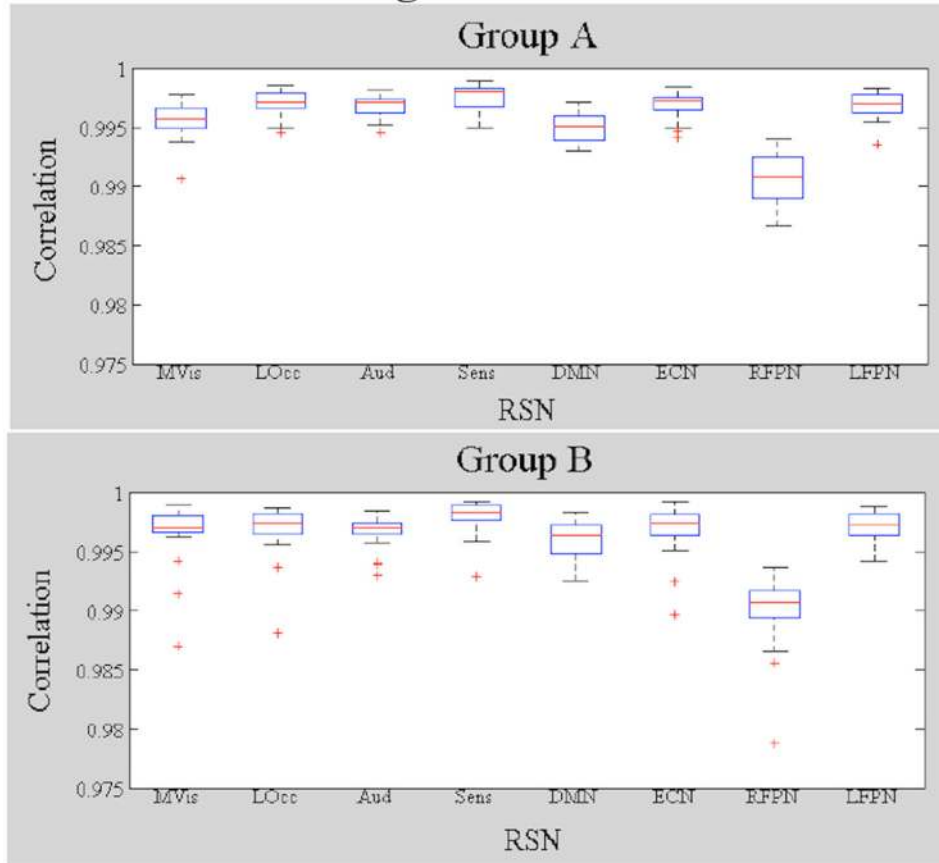 Group A
1
0.995
0.99
0.985
0.98
0.975
Correlation
MVis LOcc Aud Sens DMN ECN RFPN LFPN
RSN
Group B
1
0.995
0.99
0.985
0.98
0.975
Correlation
MVis LOcc Aud Sens DMN ECN RFPN LFPN
RSN